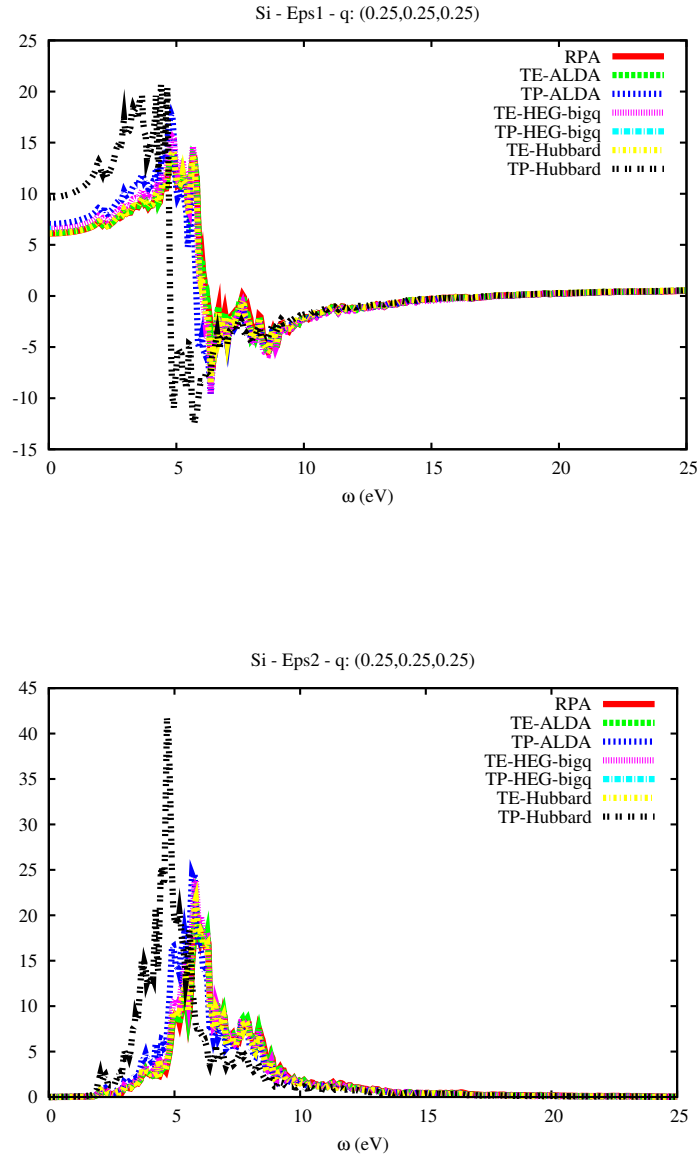 Si - Eps1 - q: (0.25,0.25,0.25)
25
20
15
10
5
0
-5
-10
-15
RPA
TE-ALDA
TP-ALDA
TE-HEG-bigq
TP-HEG-bigq
TE-Hubbard
TP-Hubbard
0 5 10 15 20 25
ω (eV)
Si - Eps2 - q: (0.25,0.25,0.25)
45
40
35
30
25
20
15
10
5
0
RPA
TE-ALDA
TP-ALDA
TE-HEG-bigq
TP-HEG-bigq
TE-Hubbard
TP-Hubbard
0 5 10 15 20 25
ω (eV)